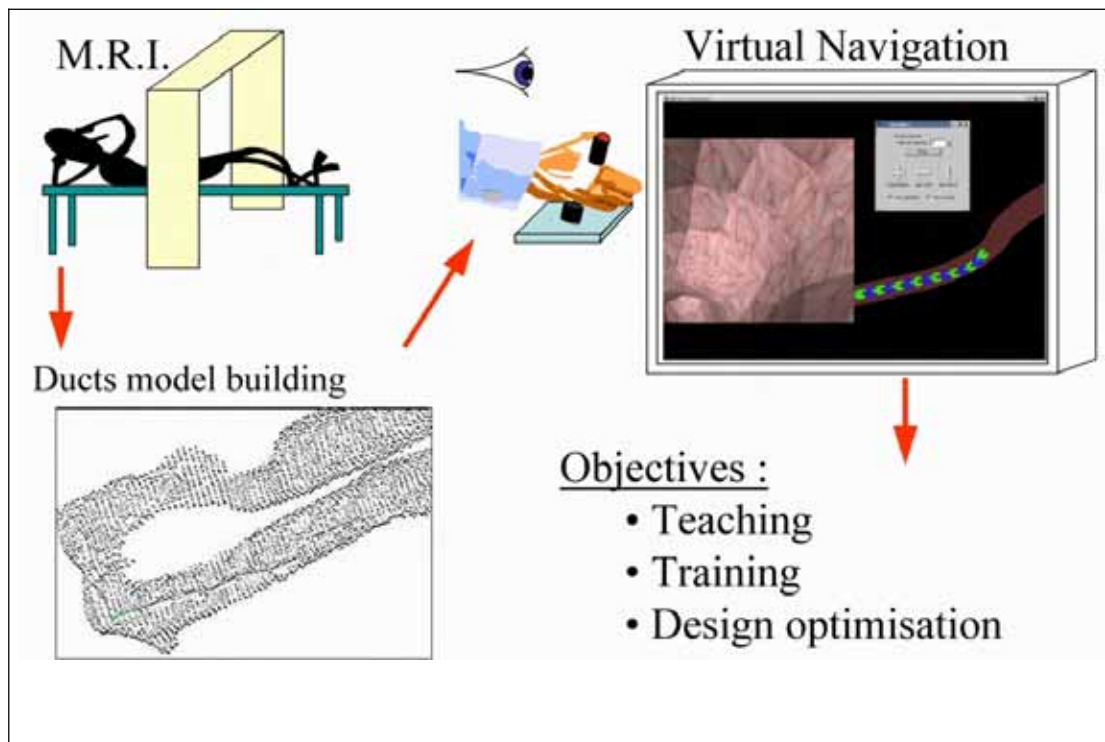 M.R.I.
Virtual Navigation
Ducts model building
Objectives :
• Teaching
• Training
• Design optimisation